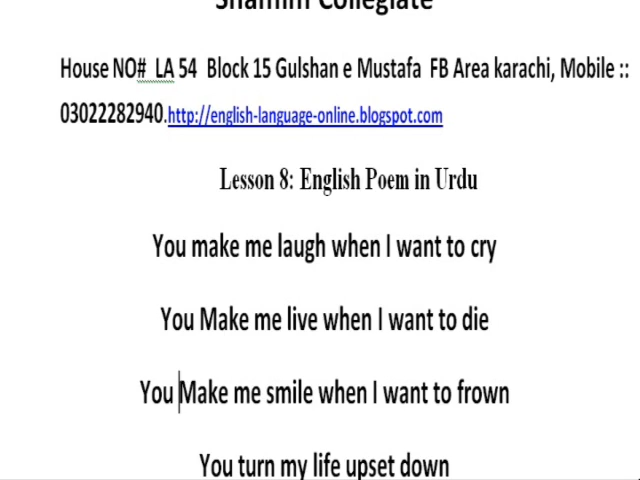 Shamim Collegiate
House NO# LA 54 Block 15 Gulshan e Mustafa FB Area karachi, Mobile ::
03022282940.http://english-language-online.blogspot.com
Lesson 8: English Poem in Urdu
You make me laugh when I want to cry
You Make me live when I want to die
You Make me smile when I want to frown
You turn my life upset down